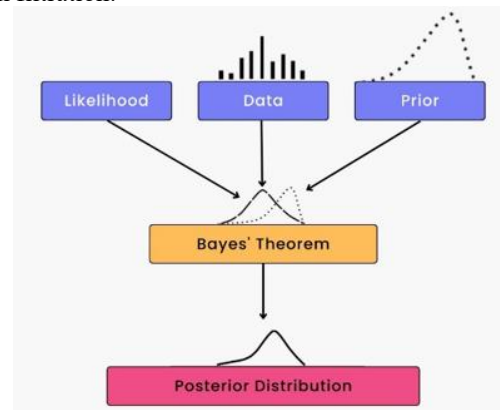 Likelihood
Data
Prior
Bayes' Theorem
Posterior Distribution